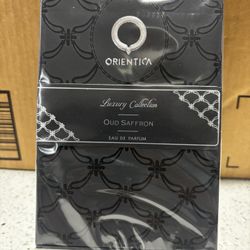 ORIENTICA
Luxury Collection
OUD SAFFRON
EAU DE PARFUM